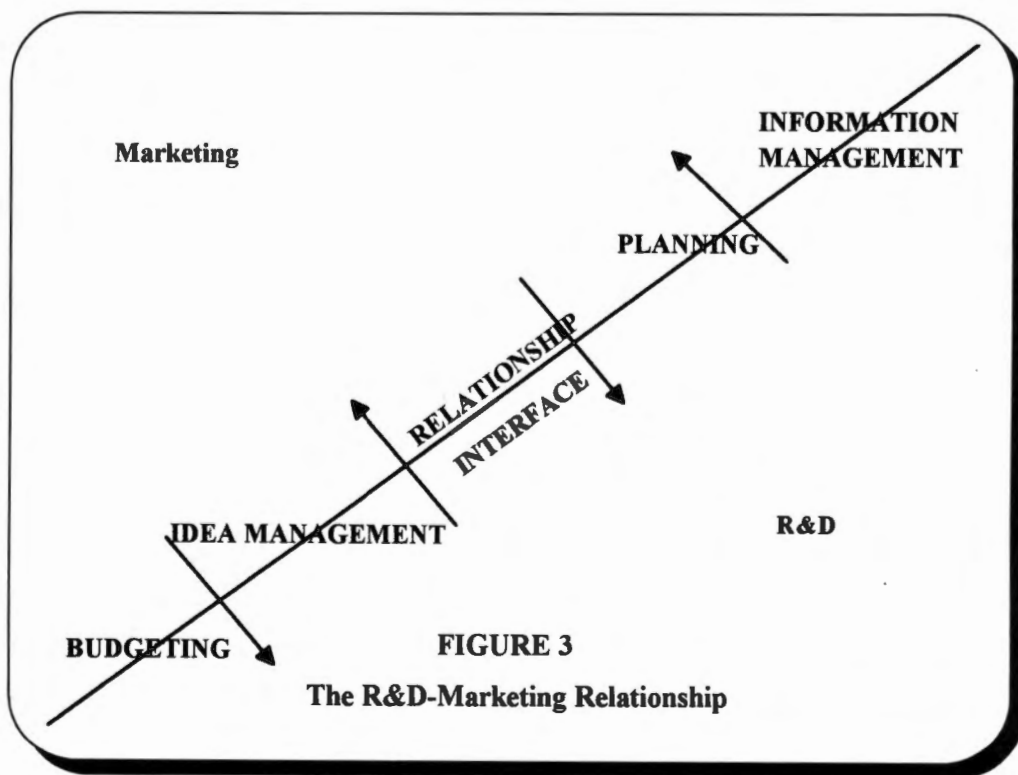 Marketing
INFORMATION
MANAGEMENT
PLANNING
RELATIONSHIP
INTERFACE
IDEA MANAGEMENT
R&D
BUDGETING
FIGURE 3
The R&D-Marketing Relationship